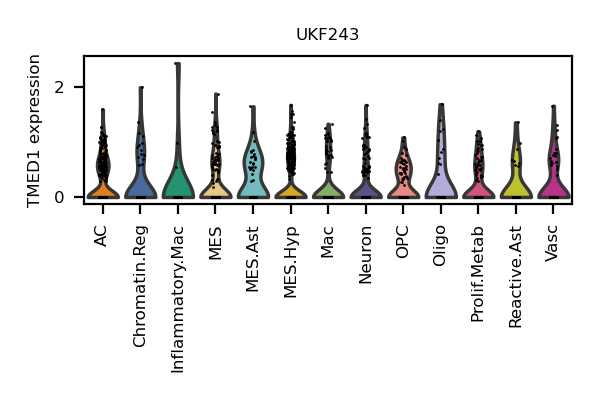 UKF243
TMED1 expression
2
0
AC
Chromatin.Reg
Inflammatory.Mac
MES
MES.Ast
MES.Hyp
Mac
Neuron
OPC
Oligo
Prolif.Metab
Reactive.Ast
Vasc